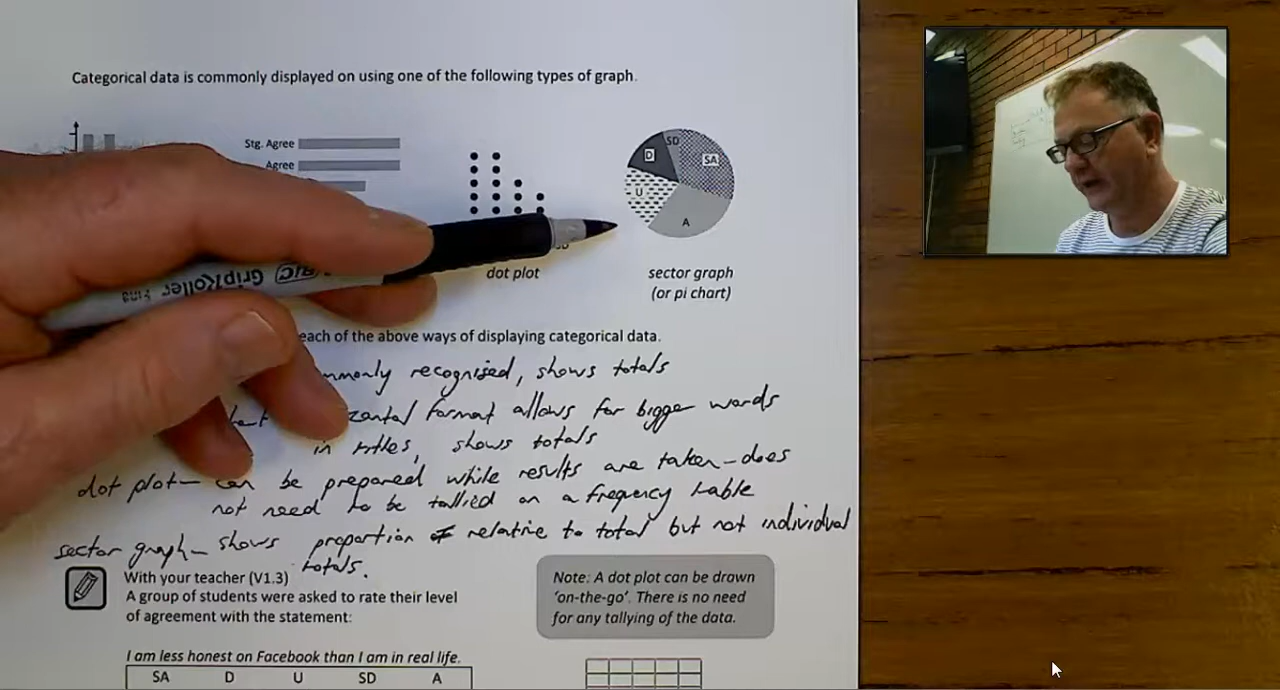 Categorical data is commonly displayed on using one of the following types of graph.
Stg. Agree
Agree
SD
D
SA
U
A
dot plot
sector graph
(or pi chart)
each of the above ways of displaying categorical data.
recognised, shows totals
format allows for bigger words
in titles, shows totals
dot plot – can be prepared while results are taken – does
not need to be tallied on a frequency table
sector graph – shows proportion relative to total but not individual
totals.
With your teacher (V1.3)
A group of students were asked to rate their level
of agreement with the statement:
Note: A dot plot can be drawn
'on-the-go'. There is no need
for any tallying of the data.
I am less honest on Facebook than I am in real life.
SA D U SD A
BIC GripRoller Fine